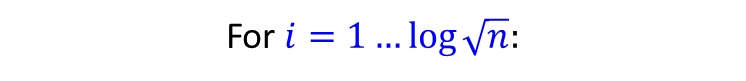 For i = 1 … log √n: